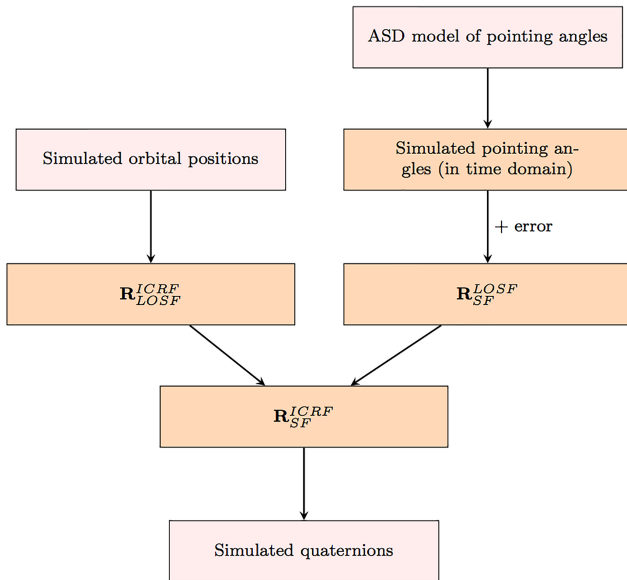 ASD model of pointing angles
Simulated orbital positions
Simulated pointing an-
gles (in time domain)
+ error
R^{ICRF}_{LOSF}
R^{LOSF}_{SF}
R^{ICRF}_{SF}
Simulated quaternions